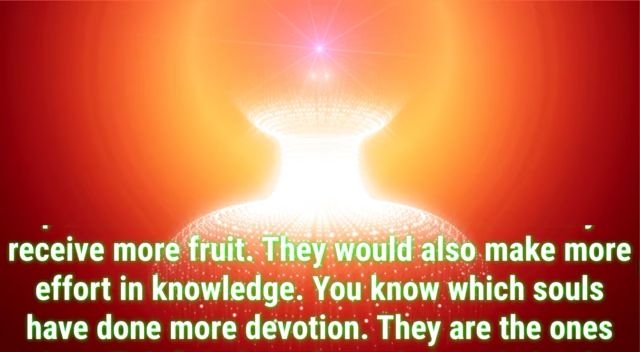 receive more fruit. They would also make more
effort in knowledge. You know which souls
have done more devotion. They are the ones